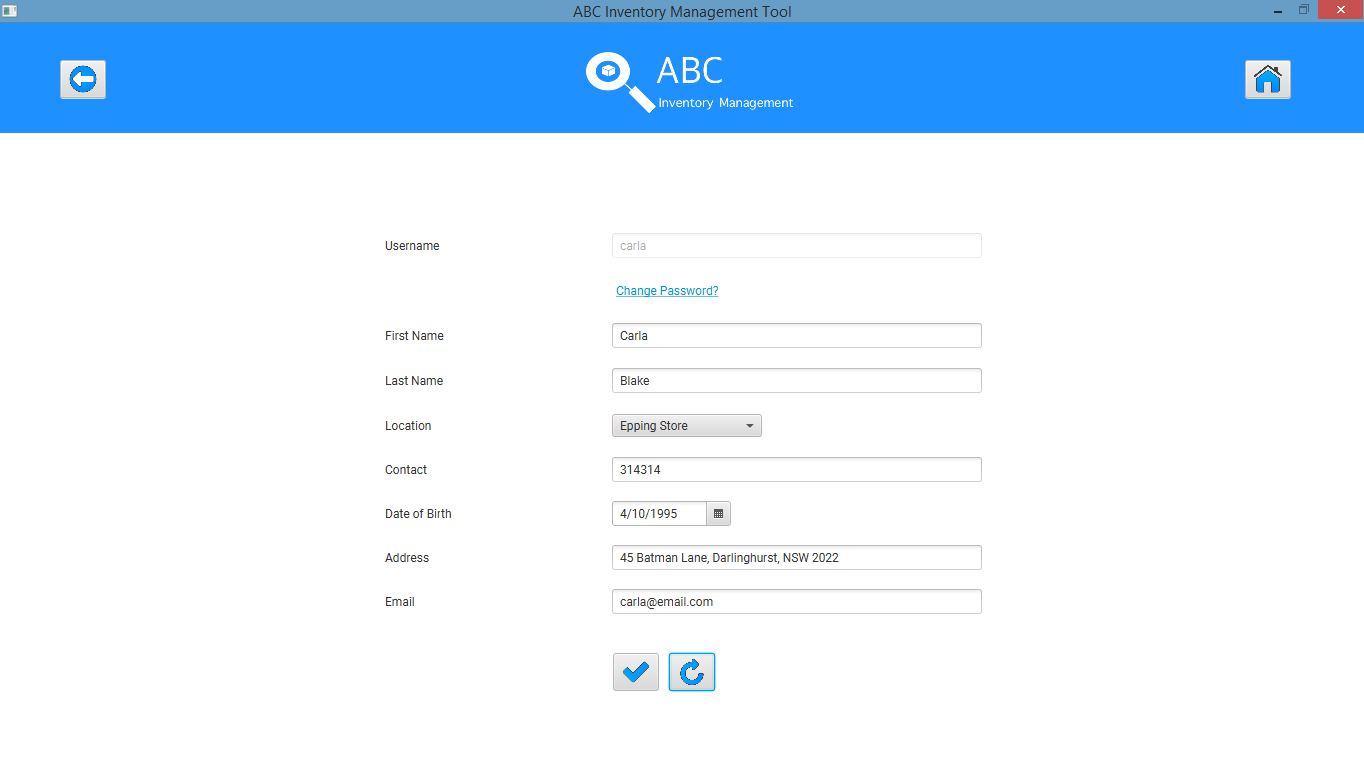 ABC Inventory Management Tool
ABC
Inventory Management
Username carla
Change Password?
First Name Carla
Last Name Blake
Location Epping Store
Contact 314314
Date of Birth 4/10/1995
Address 45 Batman Lane, Darlinghurst, NSW 2022
Email carla@email.com